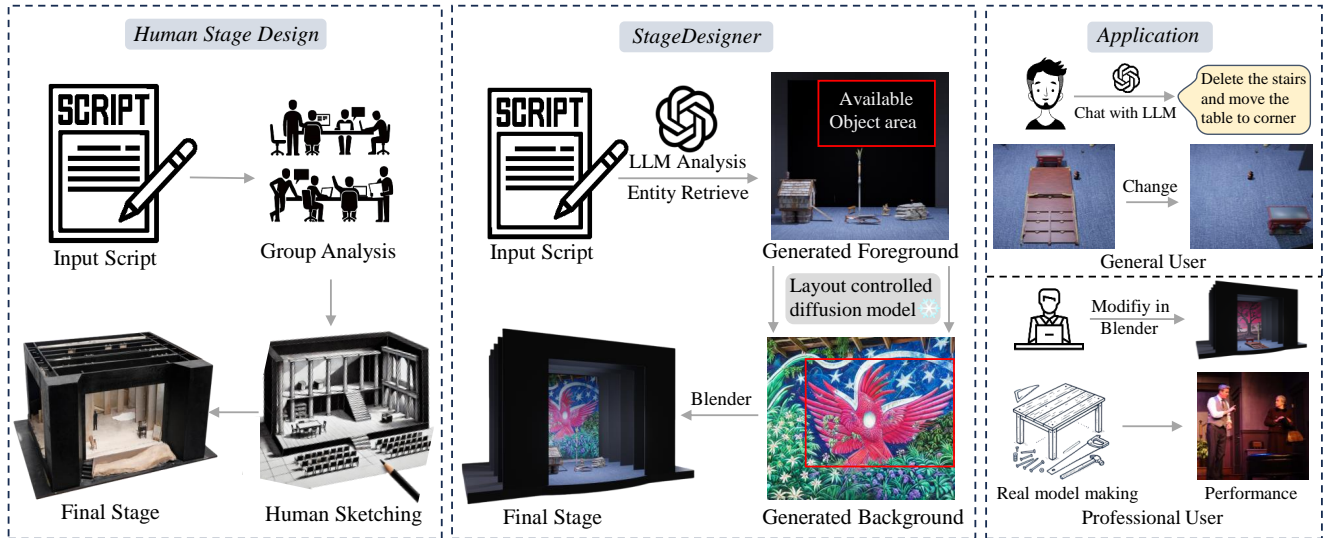 Human Stage Design
SCRIPT
Input Script
Group Analysis
Final Stage
Human Sketching
StageDesigner
SCRIPT
Input Script
LLM Analysis
Entity Retrieve
Available
Object area
Generated Foreground
Layout controlled
diffusion model
Blender
Final Stage
Generated Background
Application
Chat with LLM
Delete the stairs
and move the
table to corner
Change
General User
Modifiy in
Blender
Real model making
Performance
Professional User